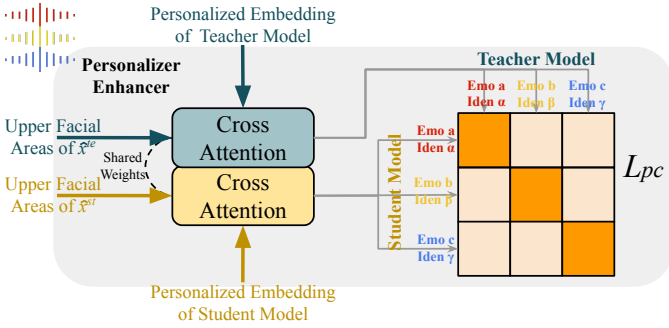 Personalized Embedding
of Teacher Model
Personalizer
Enhancer
Teacher Model
Emo a
Iden α
Emo b
Iden β
Emo c
Iden γ
Upper Facial
Areas of x̂ᵗᵉ
Cross
Attention
Shared
Weights
Upper Facial
Areas of x̂ˢᵗ
Cross
Attention
Student Model
Emo a
Iden α
Emo b
Iden β
Emo c
Iden γ
Lpc
Personalized Embedding
of Student Model